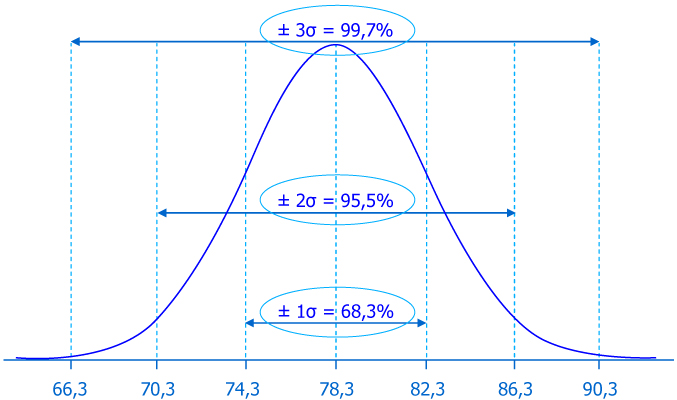 ± 3σ = 99,7%
± 2σ = 95,5%
± 1σ = 68,3%
66,3 70,3 74,3 78,3 82,3 86,3 90,3